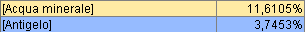 [Acqua minerale] 11,6105%
[Antigelo] 3,7453%